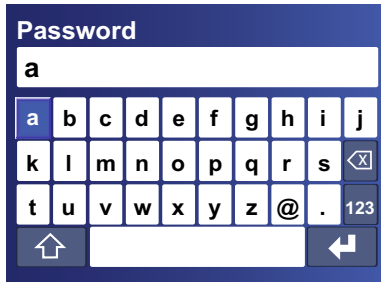 Password
a
a b c d e f g h i j
k l m n o p q r s
t u v w x y z @ . 123